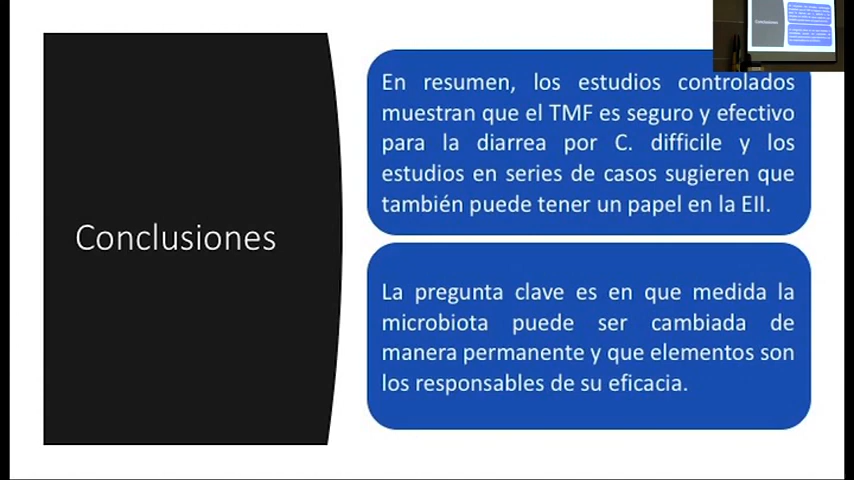 Conclusiones
En resumen, los estudios controlados
muestran que el TMF es seguro y efectivo
para la diarrea por C. difficile y los
estudios en series de casos sugieren que
también puede tener un papel en la EII.
La pregunta clave es en que medida la
microbiota puede ser cambiada de
manera permanente y que elementos son
los responsables de su eficacia.
Conclusiones